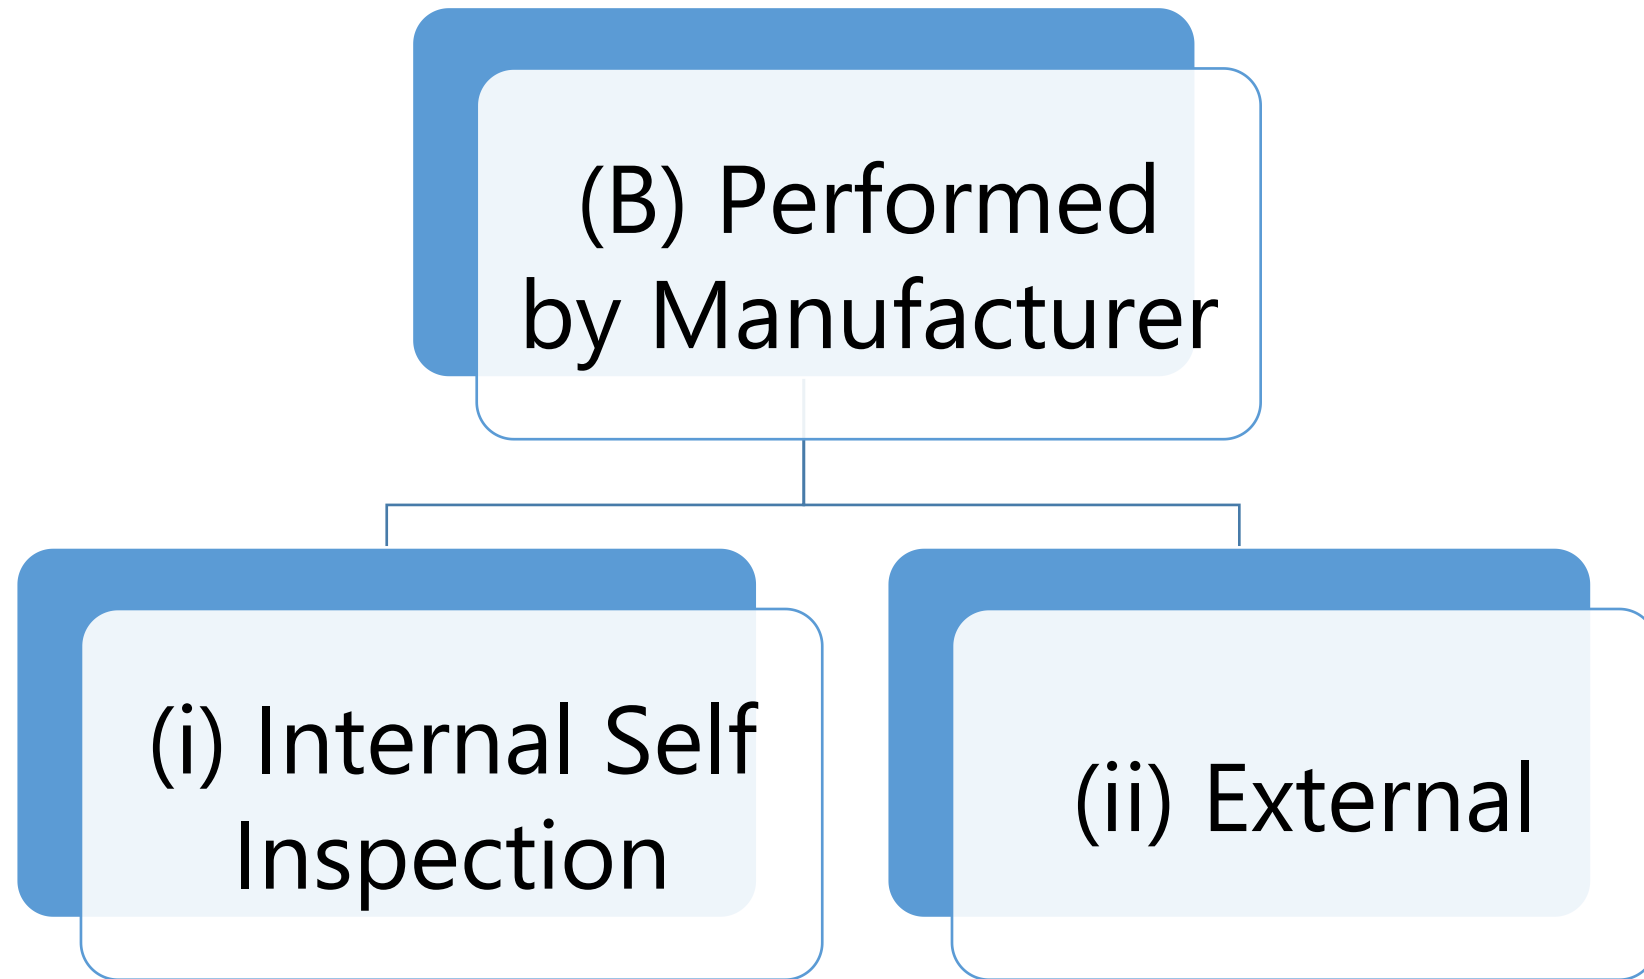 (B) Performed
by Manufacturer
(i) Internal Self
Inspection
(ii) External